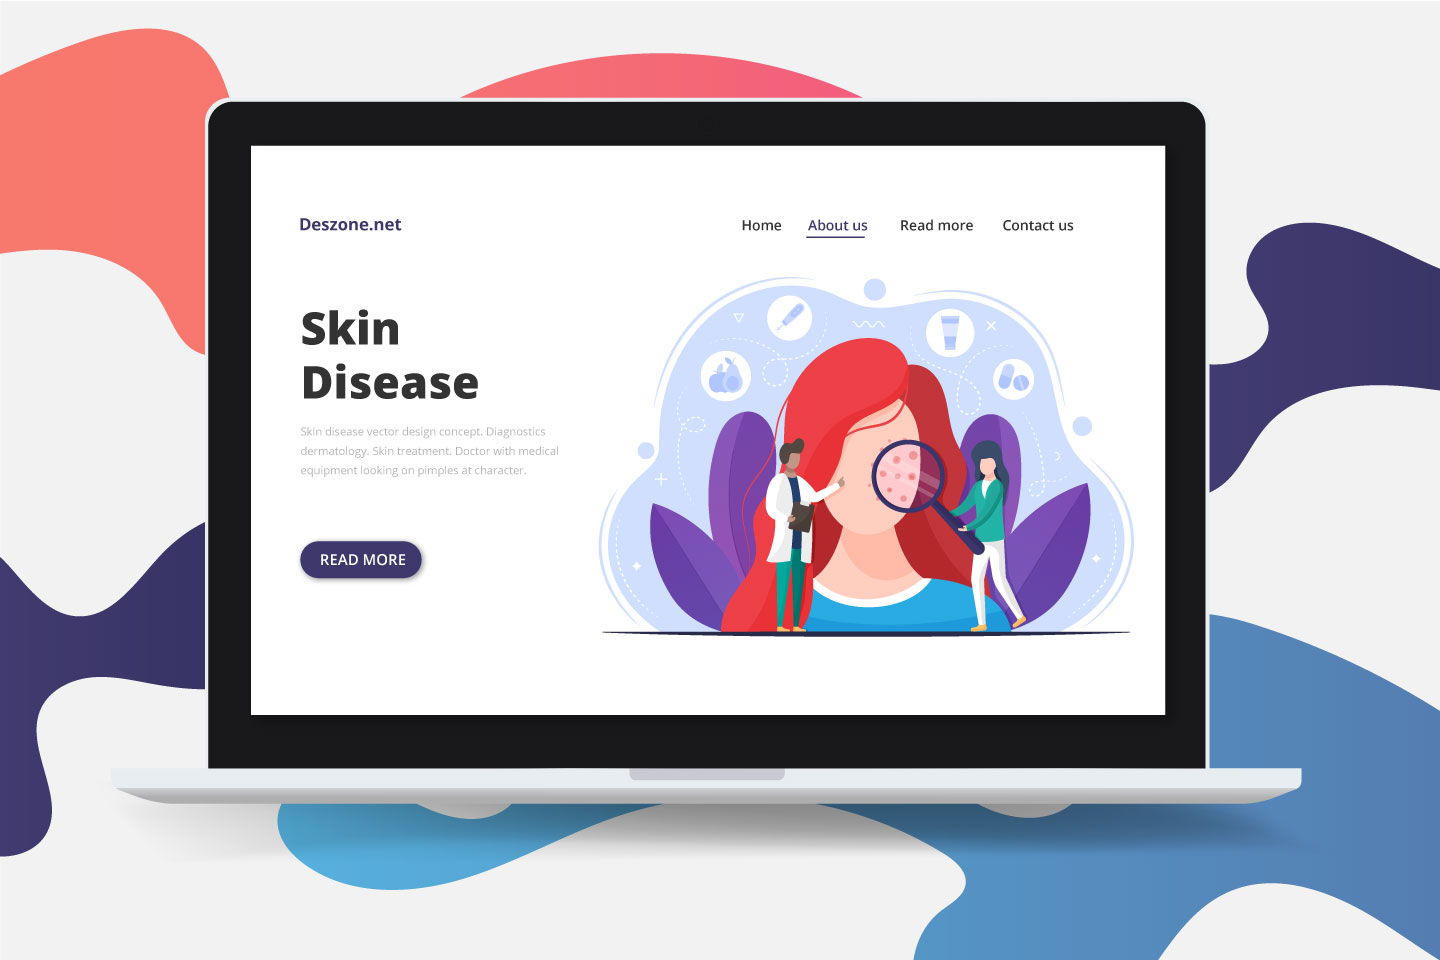 Deszone.net
Home About us Read more Contact us
Skin
Disease
Skin disease vector design concept. Diagnostics
dermatology. Skin treatment. Doctor with medical
equipment looking on pimples at character.
READ MORE